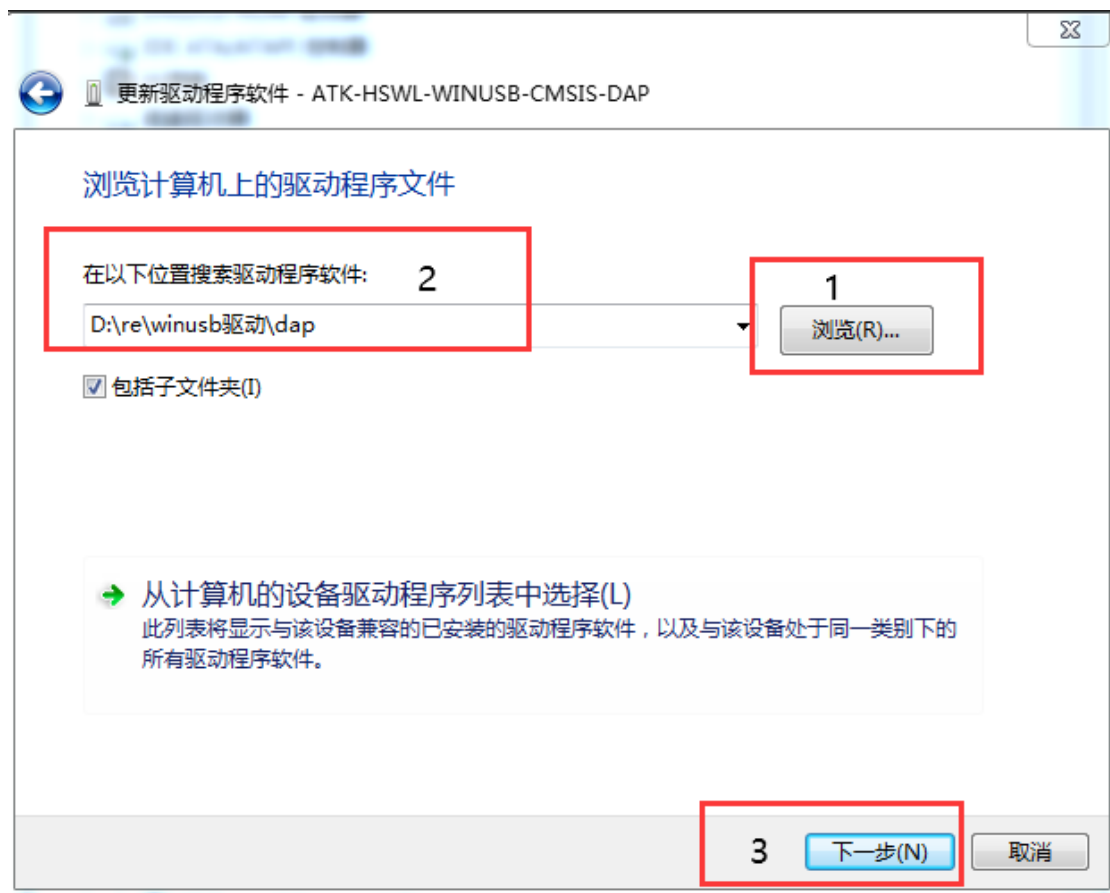 更新驱动程序软件 - ATK-HSWL-WINUSB-CMSIS-DAP
浏览计算机上的驱动程序文件
在以下位置搜索驱动程序软件:
2
1
D:\re\winusb驱动\dap
浏览(R)...
包括子文件夹(I)
从计算机的设备驱动程序列表中选择(L)
此列表将显示与该设备兼容的已安装的驱动程序软件，以及与该设备处于同一类别下的
所有驱动程序软件。
3
下一步(N)
取消